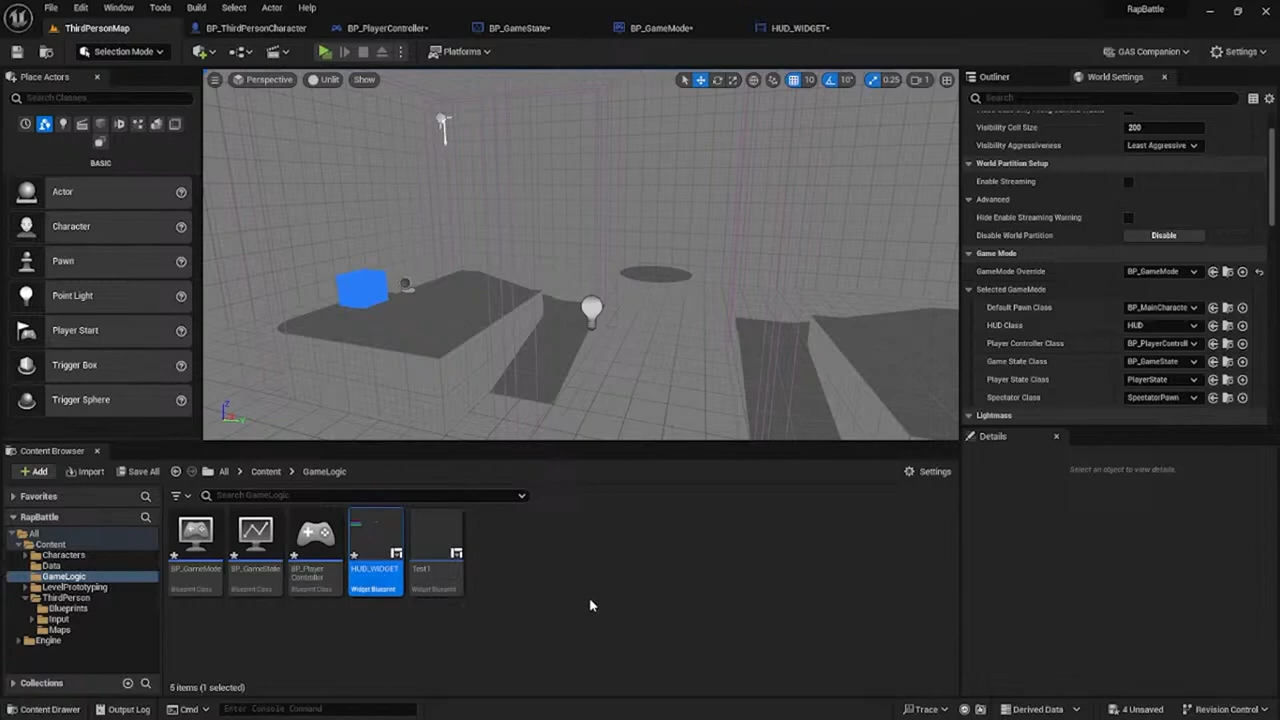 File Edit Window Tools Build Select Actor Help RapBattle
ThirdPersonMap BP_ThirdPersonCharacter BP_PlayerController* BP_GameState* BP_GameMode* HUD_WIDGET*
Selection Mode Platforms GAS Companion Settings
Place Actors Perspective Unlit Show 10 10° 0.25 1 Outliner World Settings
Search Classes Search
Visibility Cell Size 200
Visibility Aggressiveness Least Aggressive
BASIC World Partition Setup
Enable Streaming
Actor Advanced
Hide Enable Streaming Warning
Character Disable World Partition Disable
Game Mode
Pawn GameMode Override BP_GameMode
Selected GameMode
Point Light Default Pawn Class BP_MainCharacte
HUD Class HUD
Player Start Player Controller Class BP_PlayerControll
Trigger Box Game State Class BP_GameState
Player State Class PlayerState
Trigger Sphere Spectator Class SpectatorPawn
Z Lightmass
Details
Content Browser
Add Import Save All All Content GameLogic Settings Select an object to view details.
Favorites Search GameLogic
RapBattle
All
Content
Characters
Data
GameLogic
LevelPrototyping
ThirdPerson
Blueprints
Input
Maps
Engine
BP_GameMode BP_GameState BP_Player HUD_WIDGET Test1
Controller
Blueprint Class Blueprint Class Blueprint Class Widget Blueprint Widget Blueprint
Collections 5 items (1 selected)
Content Drawer Output Log Cmd Enter Console Command Trace Derived Data 4 Unsaved Revision Control